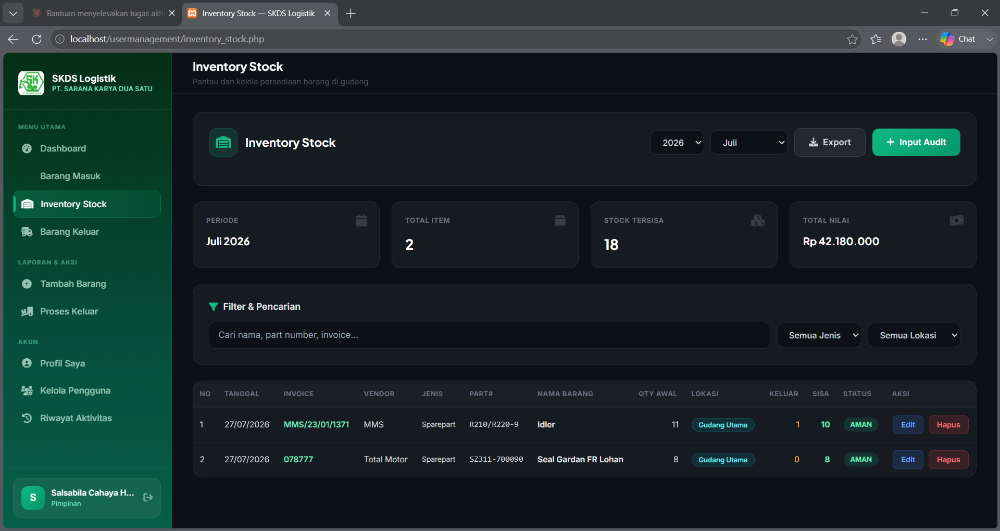 Bantuan menyelesaikan tugas akh
Inventory Stock — SKDS Logistik
localhost/usermanagement/inventory_stock.php
Chat
SK
SKDS Logistik
PT. SARANA KARYA DUA SATU
MENU UTAMA
Dashboard
Barang Masuk
Inventory Stock
Barang Keluar
LAPORAN & AKSI
Tambah Barang
Proses Keluar
AKUN
Profil Saya
Kelola Pengguna
Riwayat Aktivitas
S
Salsabila Cahaya H...
Pimpinan
Inventory Stock
Pantau dan kelola persediaan barang di gudang
Inventory Stock
2026
Juli
Export
+ Input Audit
PERIODE
Juli 2026
TOTAL ITEM
2
STOCK TERSISA
18
TOTAL NILAI
Rp 42.180.000
Filter & Pencarian
Cari nama, part number, invoice...
Semua Jenis
Semua Lokasi
NO TANGGAL INVOICE VENDOR JENIS PART# NAMA BARANG QTY AWAL LOKASI KELUAR SISA STATUS AKSI
1 27/07/2026 MMS/23/01/1371 MMS Sparepart R210/R220-9 Idler 11 Gudang Utama 1 10 AMAN Edit Hapus
2 27/07/2026 078777 Total Motor Sparepart SZ311-700090 Seal Gardan FR Lohan 8 Gudang Utama 0 8 AMAN Edit Hapus